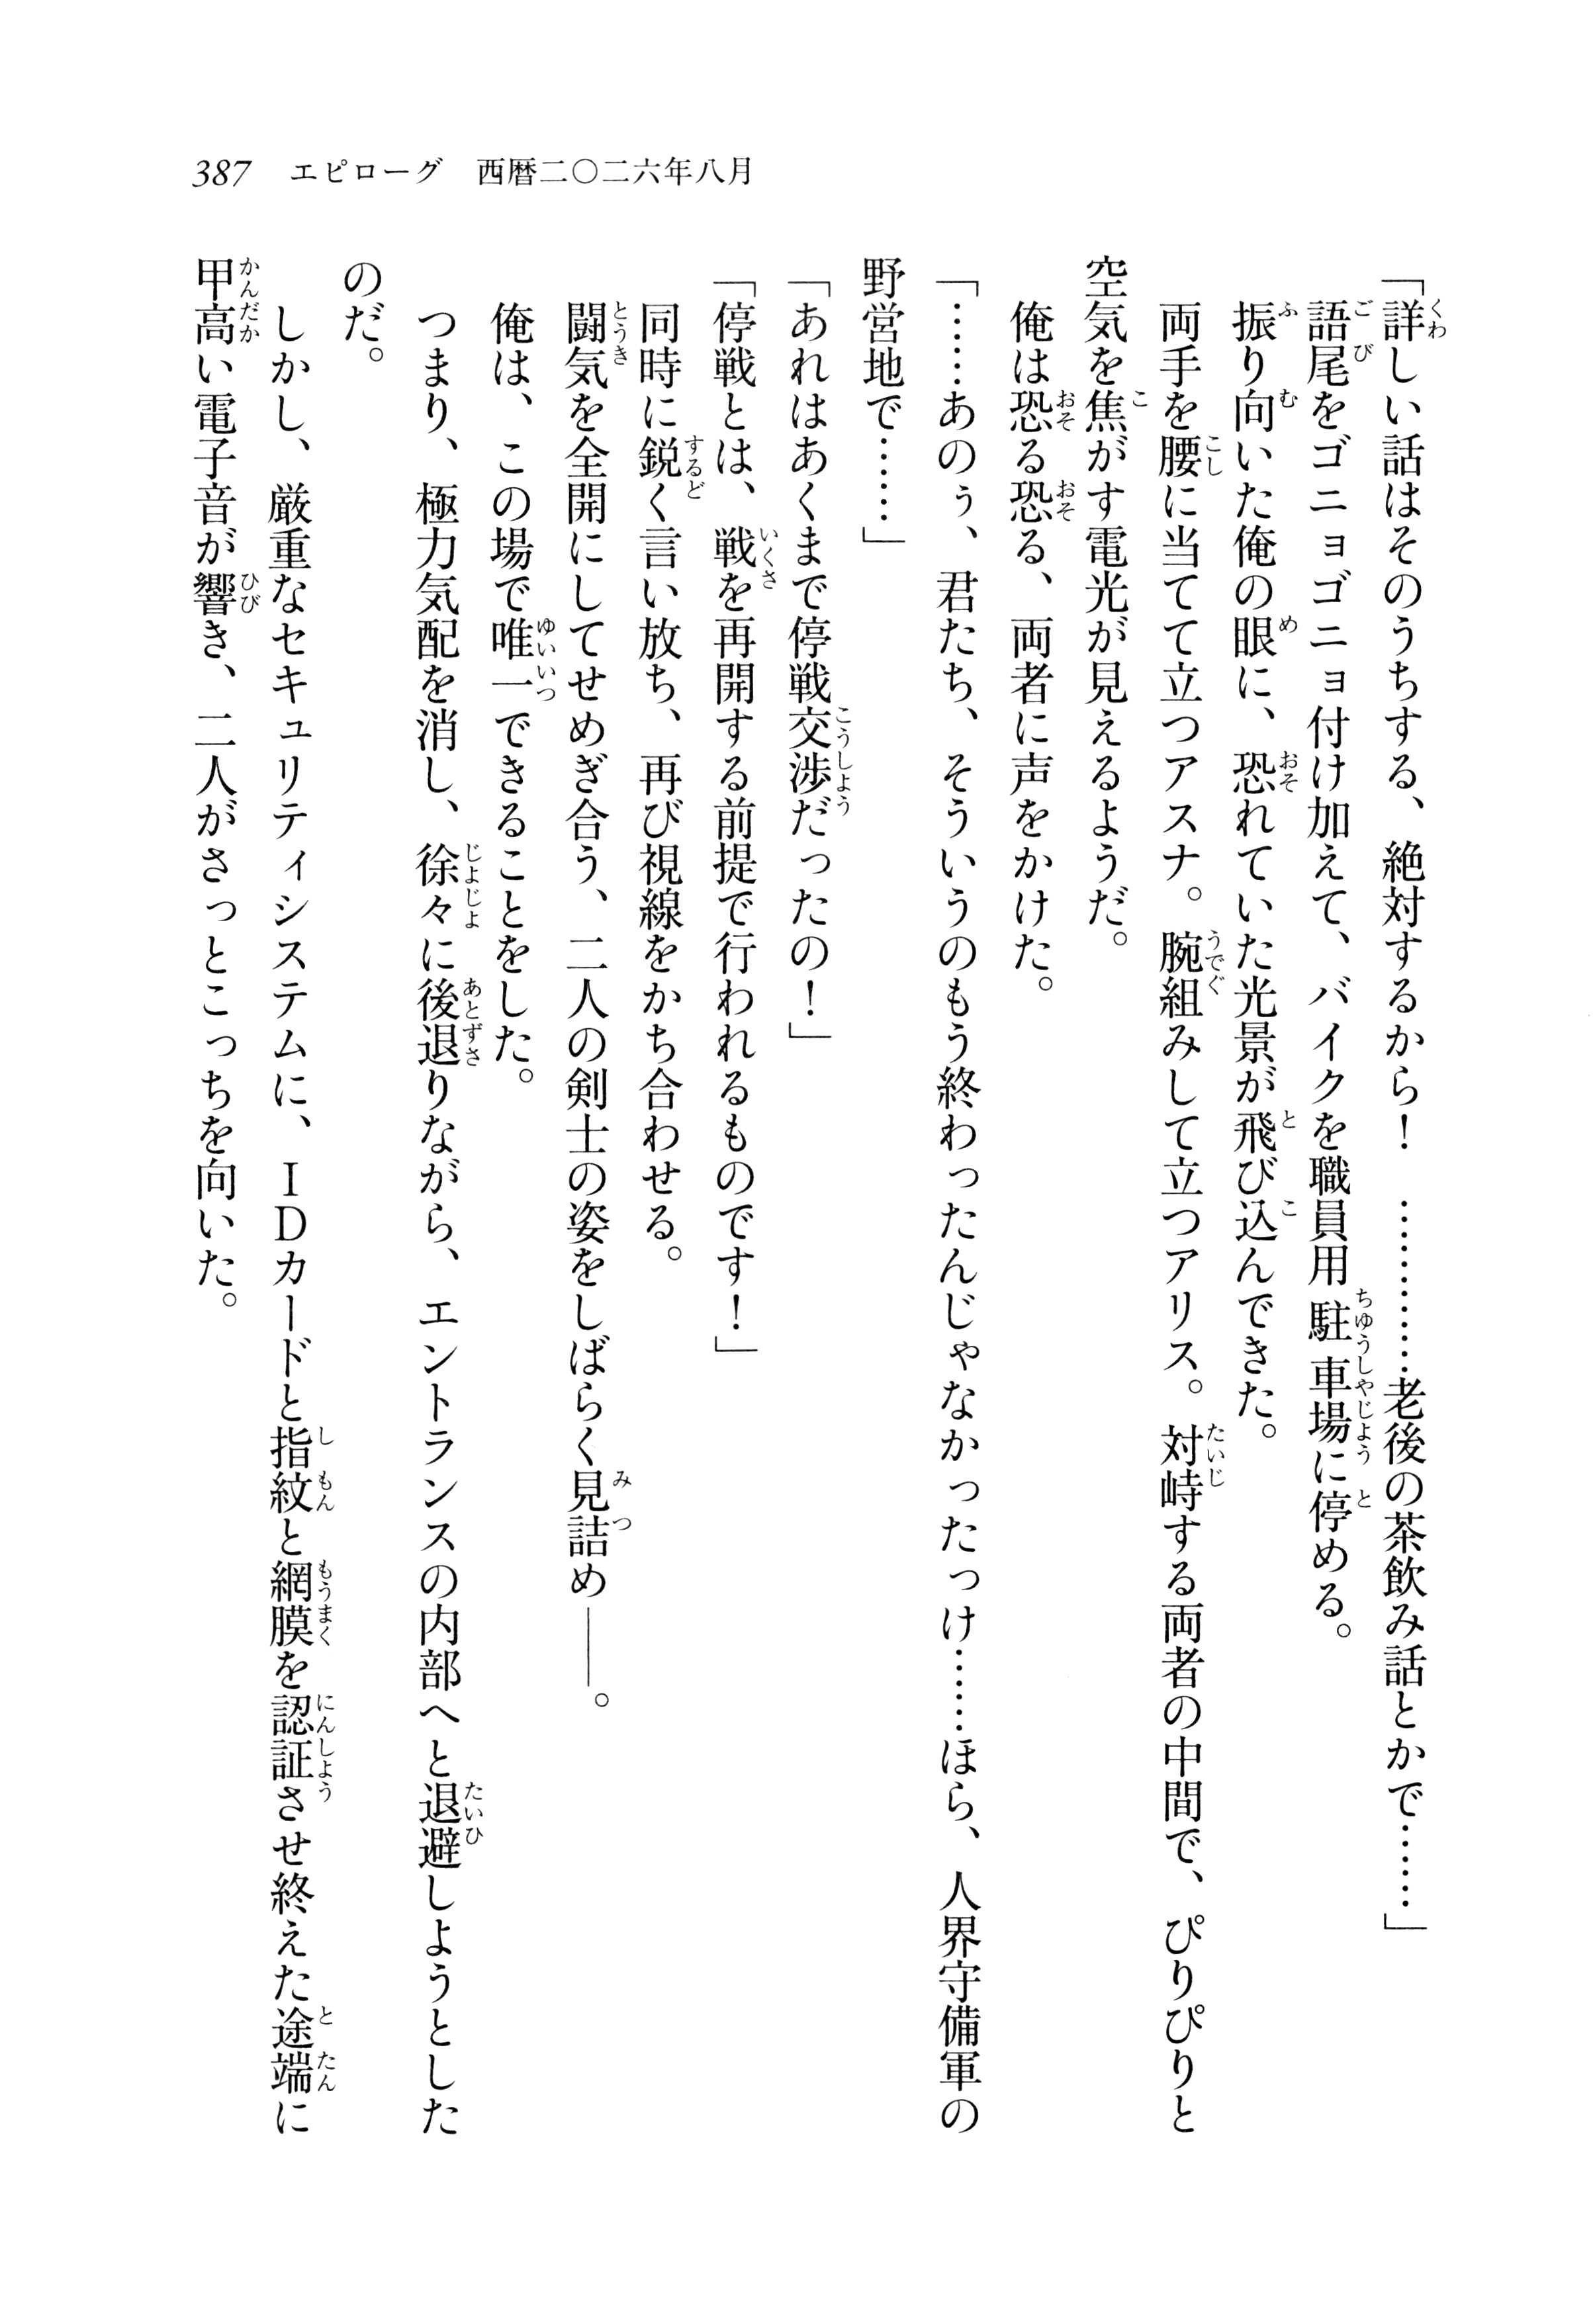 387 エピローグ 西暦二〇二六年八月
「詳しい話はそのうちする、絶対するから！ …………老後の茶飲み話とかで……」
語尾をゴニョゴニョ付け加えて、バイクを職員用駐車場に停める。
振り向いた俺の眼に、恐れていた光景が飛び込んできた。
両手を腰に当てて立つアスナ。腕組みして立つアリス。対峙する両者の中間で、ぴりぴりと
空気を焦がす電光が見えるようだ。
俺は恐る恐る、両者に声をかけた。
「……あのぅ、君たち、そういうのもう終わったんじゃなかったっけ……ほら、人界守備軍の
野営地で……」
「あれはあくまで停戦交渉だったの！」
「停戦とは、戦を再開する前提で行われるものです！」
同時に鋭く言い放ち、再び視線をかち合わせる。
闘気を全開にしてせめぎ合う、二人の剣士の姿をしばらく見詰め――。
俺は、この場で唯一できることをした。
つまり、極力気配を消し、徐々に後退りながら、エントランスの内部へと退避しようとした
のだ。
しかし、厳重なセキュリティシステムに、ＩＤカードと指紋と網膜を認証させ終えた途端に
甲高い電子音が響き、二人がさっとこっちを向いた。